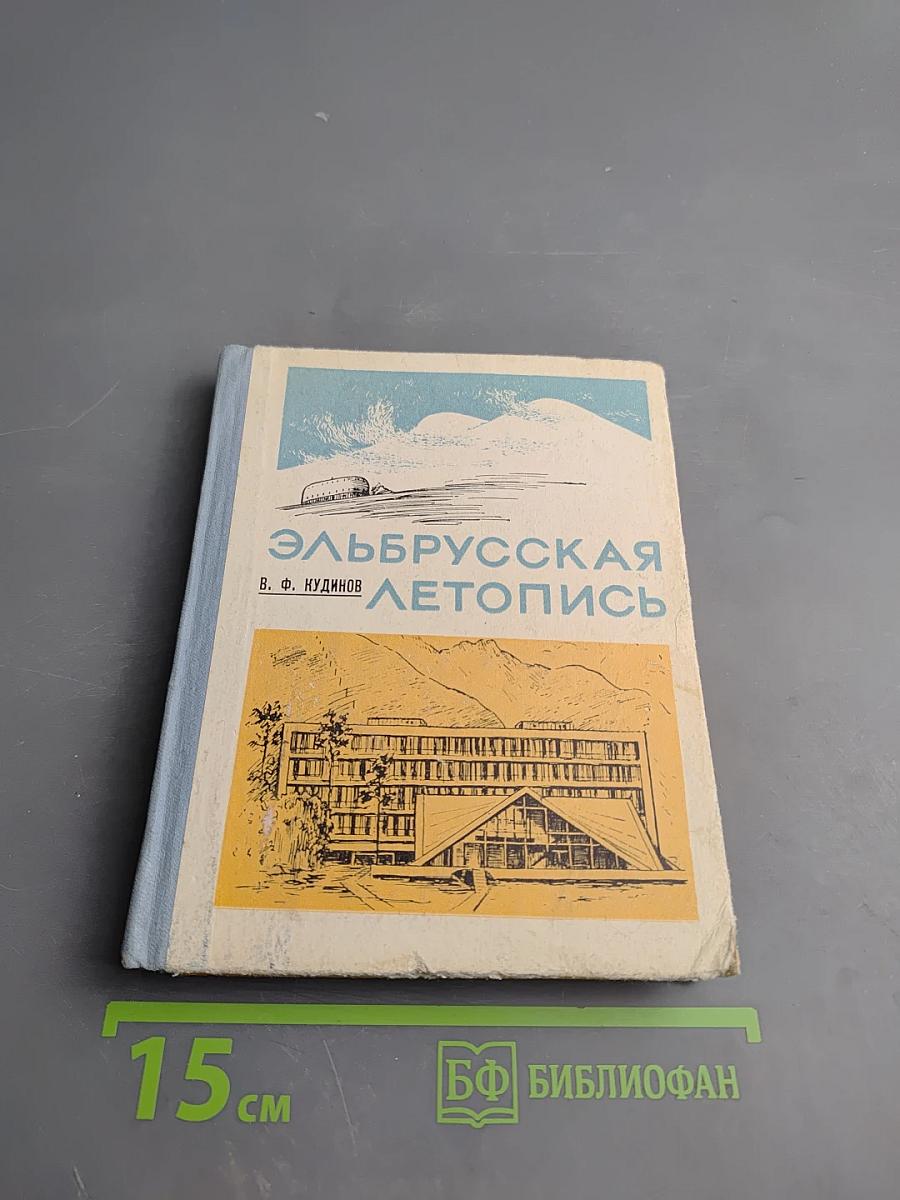 ЭЛЬБРУССКАЯ
В. Ф. КУДИНОВ ЛЕТОПИСЬ
15 см
БФ БИБЛИОФАН